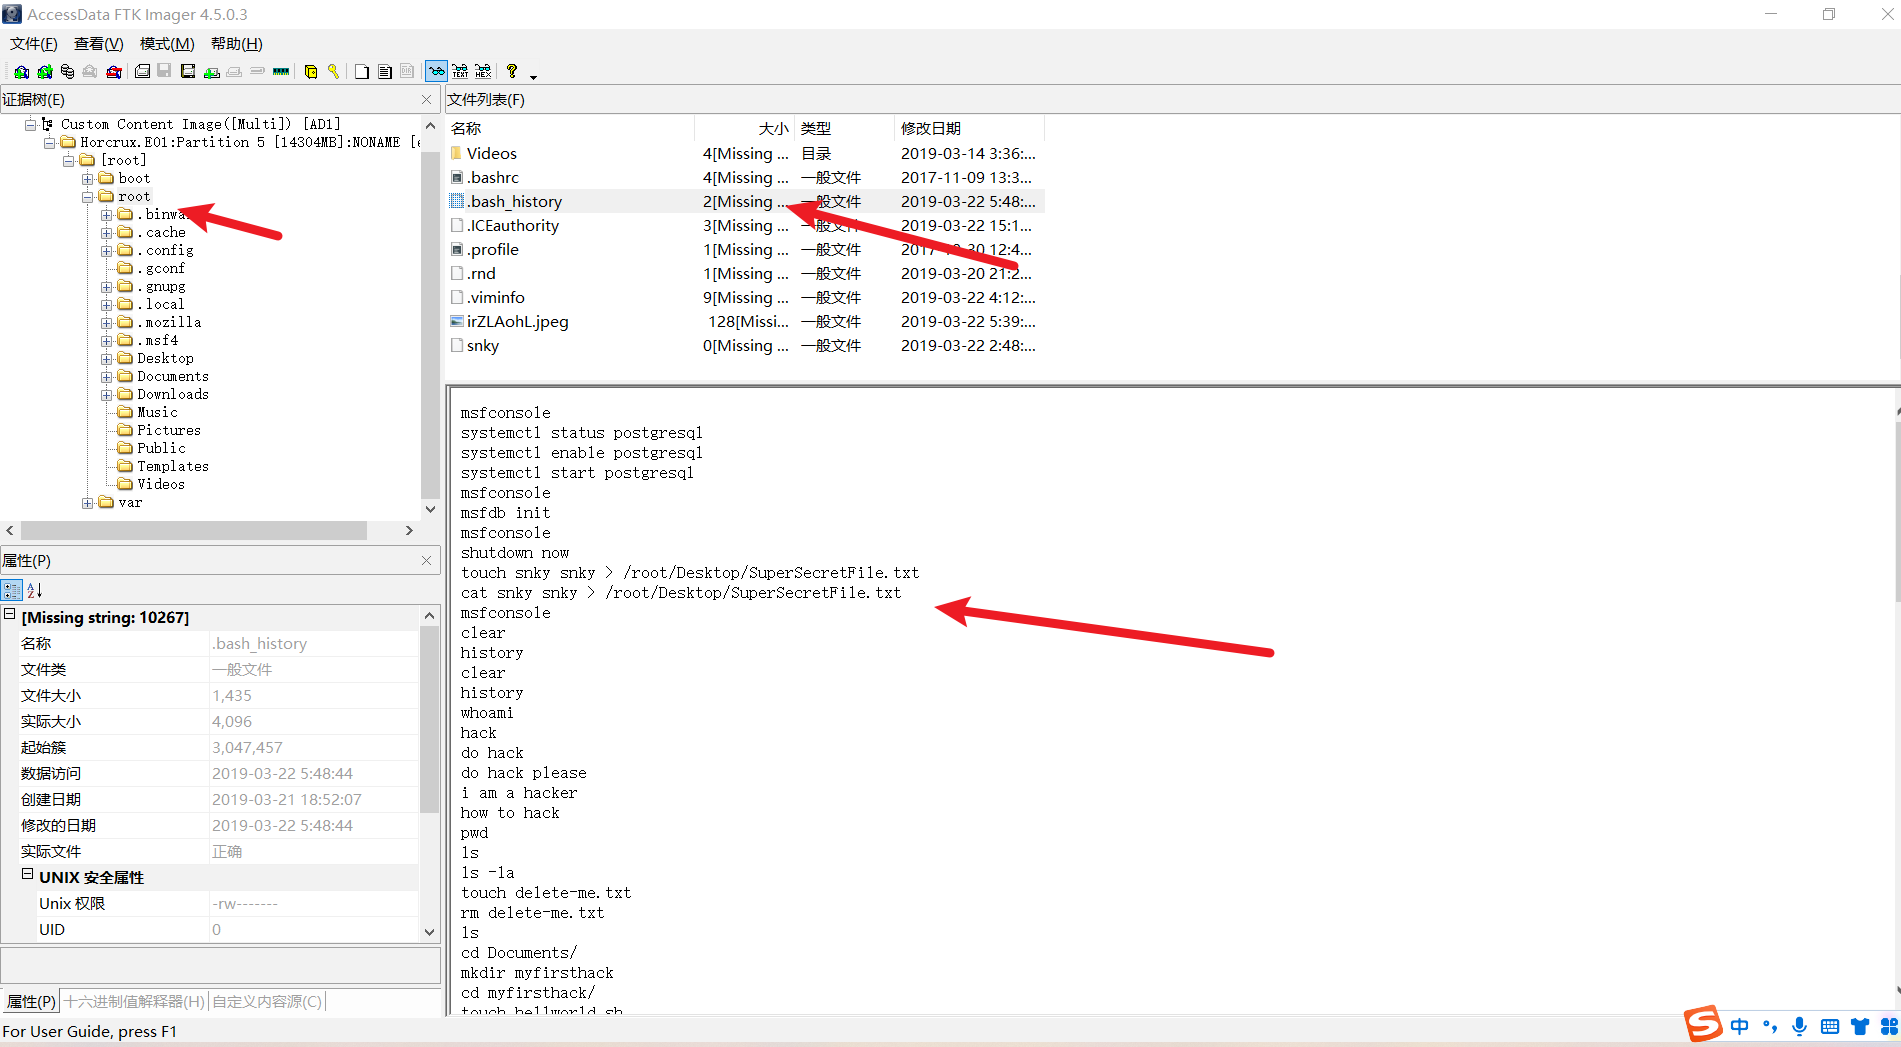 AccessData FTK Imager 4.5.0.3
文件(F) 查看(V) 模式(M) 帮助(H)
证据树(E)
Custom Content Image([Multi]) [AD1]
Horcrux.E01:Partition 5 [14304MB]:NONAME [e
[root]
boot
root
.binwa
.cache
.config
.gconf
.gnupg
.local
.mozilla
.msf4
Desktop
Documents
Downloads
Music
Pictures
Public
Templates
Videos
var
属性(P)
[Missing string: 10267]
名称 .bash_history
文件类 一般文件
文件大小 1,435
实际大小 4,096
起始簇 3,047,457
数据访问 2019-03-22 5:48:44
创建日期 2019-03-21 18:52:07
修改的日期 2019-03-22 5:48:44
实际文件 正确
UNIX 安全属性
Unix 权限 -rw-------
UID 0
属性(P) 十六进制值解释器(H) 自定义内容源(C)
For User Guide, press F1
文件列表(F)
名称 大小 类型 修改日期
Videos 4[Missing ... 目录 2019-03-14 3:36:...
.bashrc 4[Missing ... 一般文件 2017-11-09 13:3...
.bash_history 2[Missing ... 一般文件 2019-03-22 5:48:...
.ICEauthority 3[Missing ... 一般文件 2019-03-22 15:1...
.profile 1[Missing ... 一般文件 2017-10-30 12:4...
.rnd 1[Missing ... 一般文件 2019-03-20 21:2...
.viminfo 9[Missing ... 一般文件 2019-03-22 4:12:...
irZLAohL.jpeg 128[Missi... 一般文件 2019-03-22 5:39:...
snky 0[Missing ... 一般文件 2019-03-22 2:48:...
msfconsole
systemctl status postgresql
systemctl enable postgresql
systemctl start postgresql
msfconsole
msfdb init
msfconsole
shutdown now
touch snky snky > /root/Desktop/SuperSecretFile.txt
cat snky snky > /root/Desktop/SuperSecretFile.txt
msfconsole
clear
history
clear
history
whoami
hack
do hack
do hack please
i am a hacker
how to hack
pwd
ls
ls -la
touch delete-me.txt
rm delete-me.txt
ls
cd Documents/
mkdir myfirsthack
cd myfirsthack/
touch hellworld.sh
中